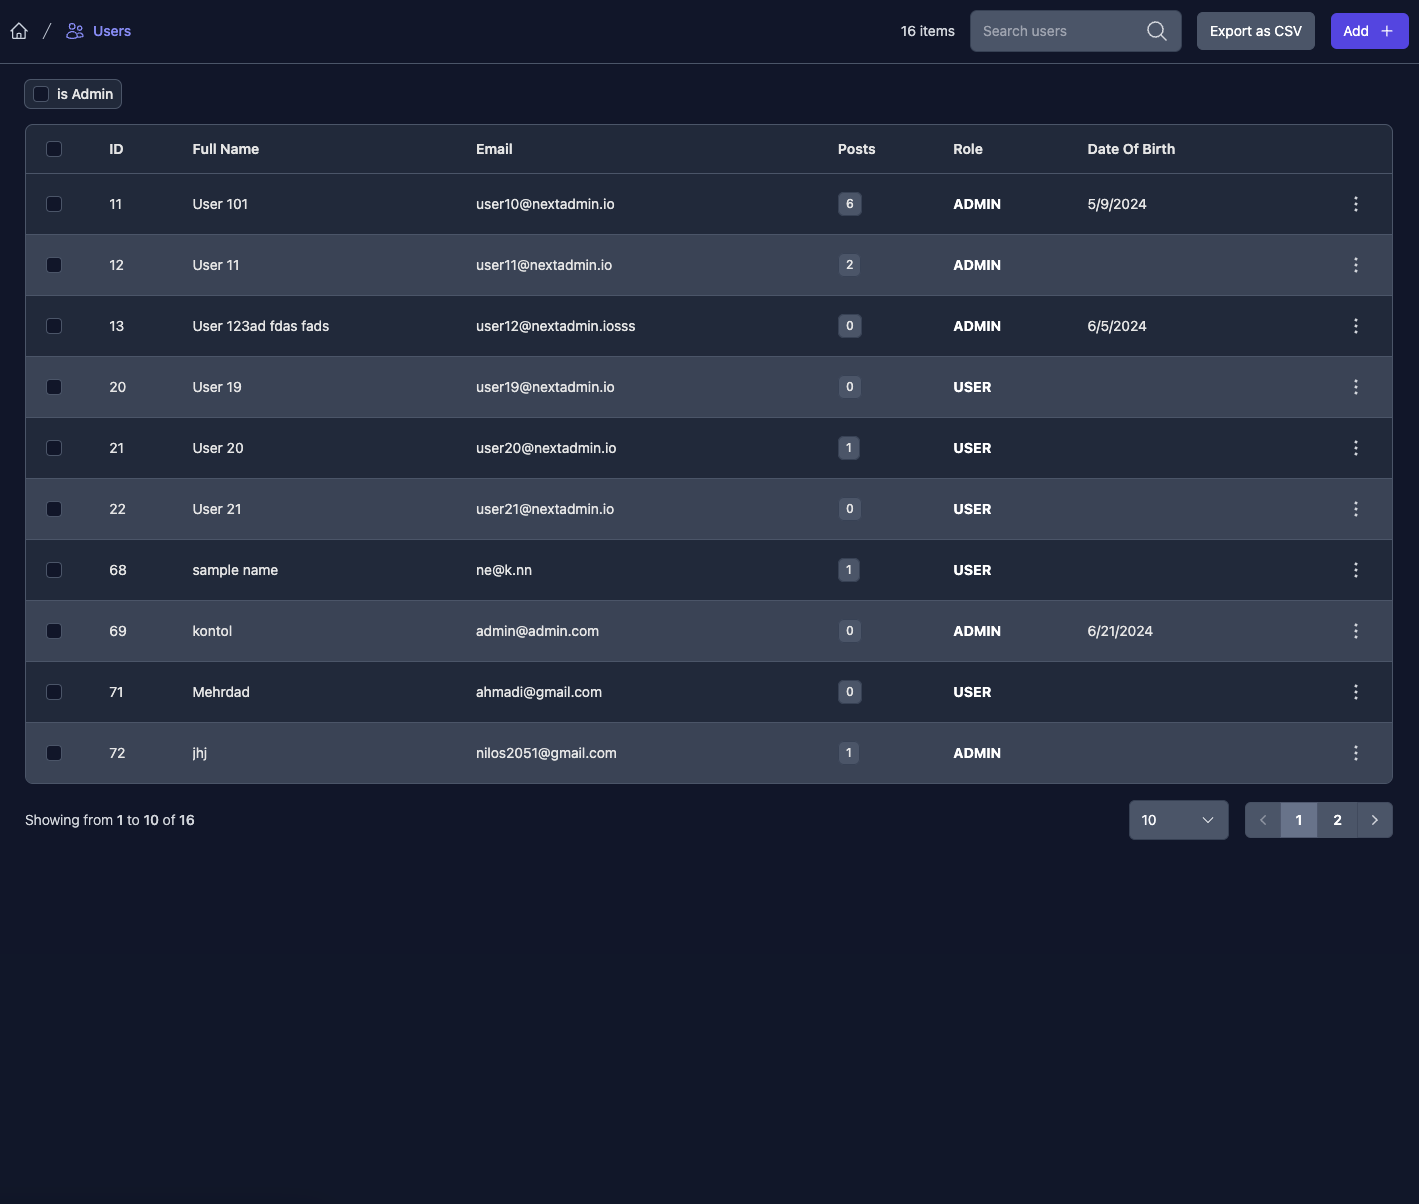 / Users 16 items Search users Export as CSV Add +
is Admin
ID Full Name Email Posts Role Date Of Birth
11 User 101 user10@nextadmin.io 6 ADMIN 5/9/2024
12 User 11 user11@nextadmin.io 2 ADMIN
13 User 123ad fdas fads user12@nextadmin.iosss 0 ADMIN 6/5/2024
20 User 19 user19@nextadmin.io 0 USER
21 User 20 user20@nextadmin.io 1 USER
22 User 21 user21@nextadmin.io 0 USER
68 sample name ne@k.nn 1 USER
69 kontol admin@admin.com 0 ADMIN 6/21/2024
71 Mehrdad ahmadi@gmail.com 0 USER
72 jhj nilos2051@gmail.com 1 ADMIN
Showing from 1 to 10 of 16 10 1 2